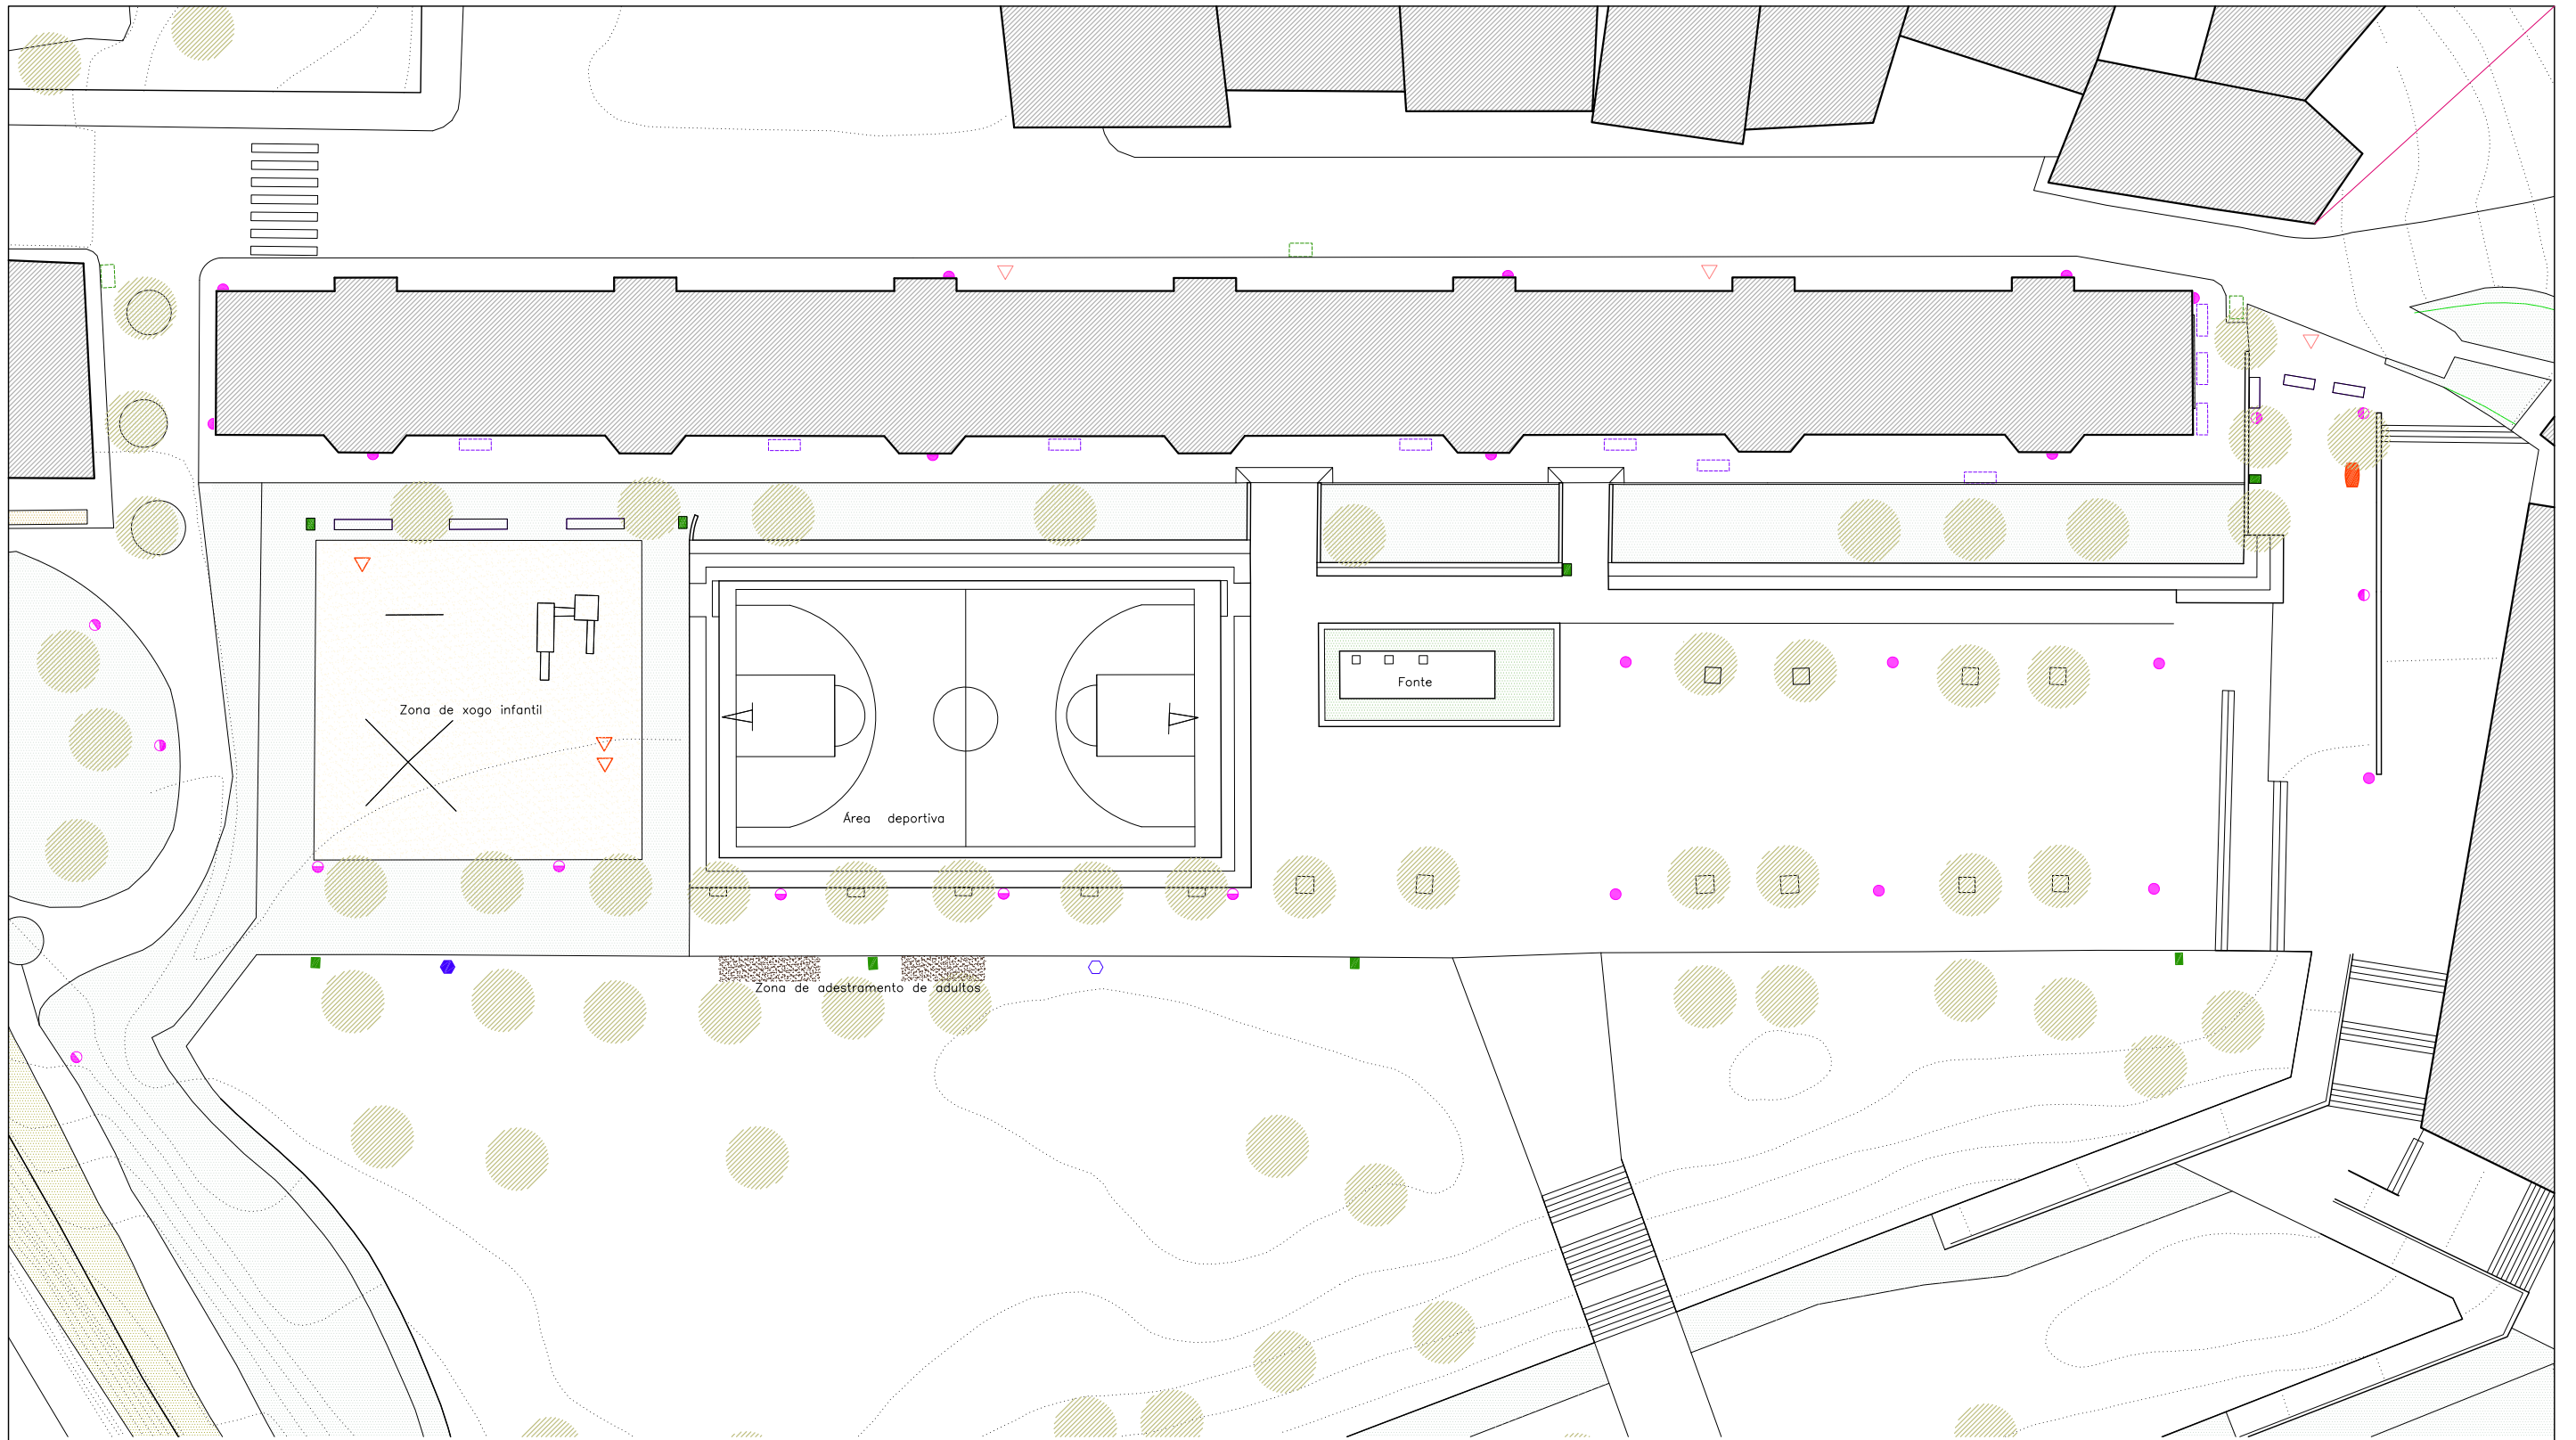 Fonte
Zona de xogo infantil
Área deportiva
Zona de adestramento de adultos